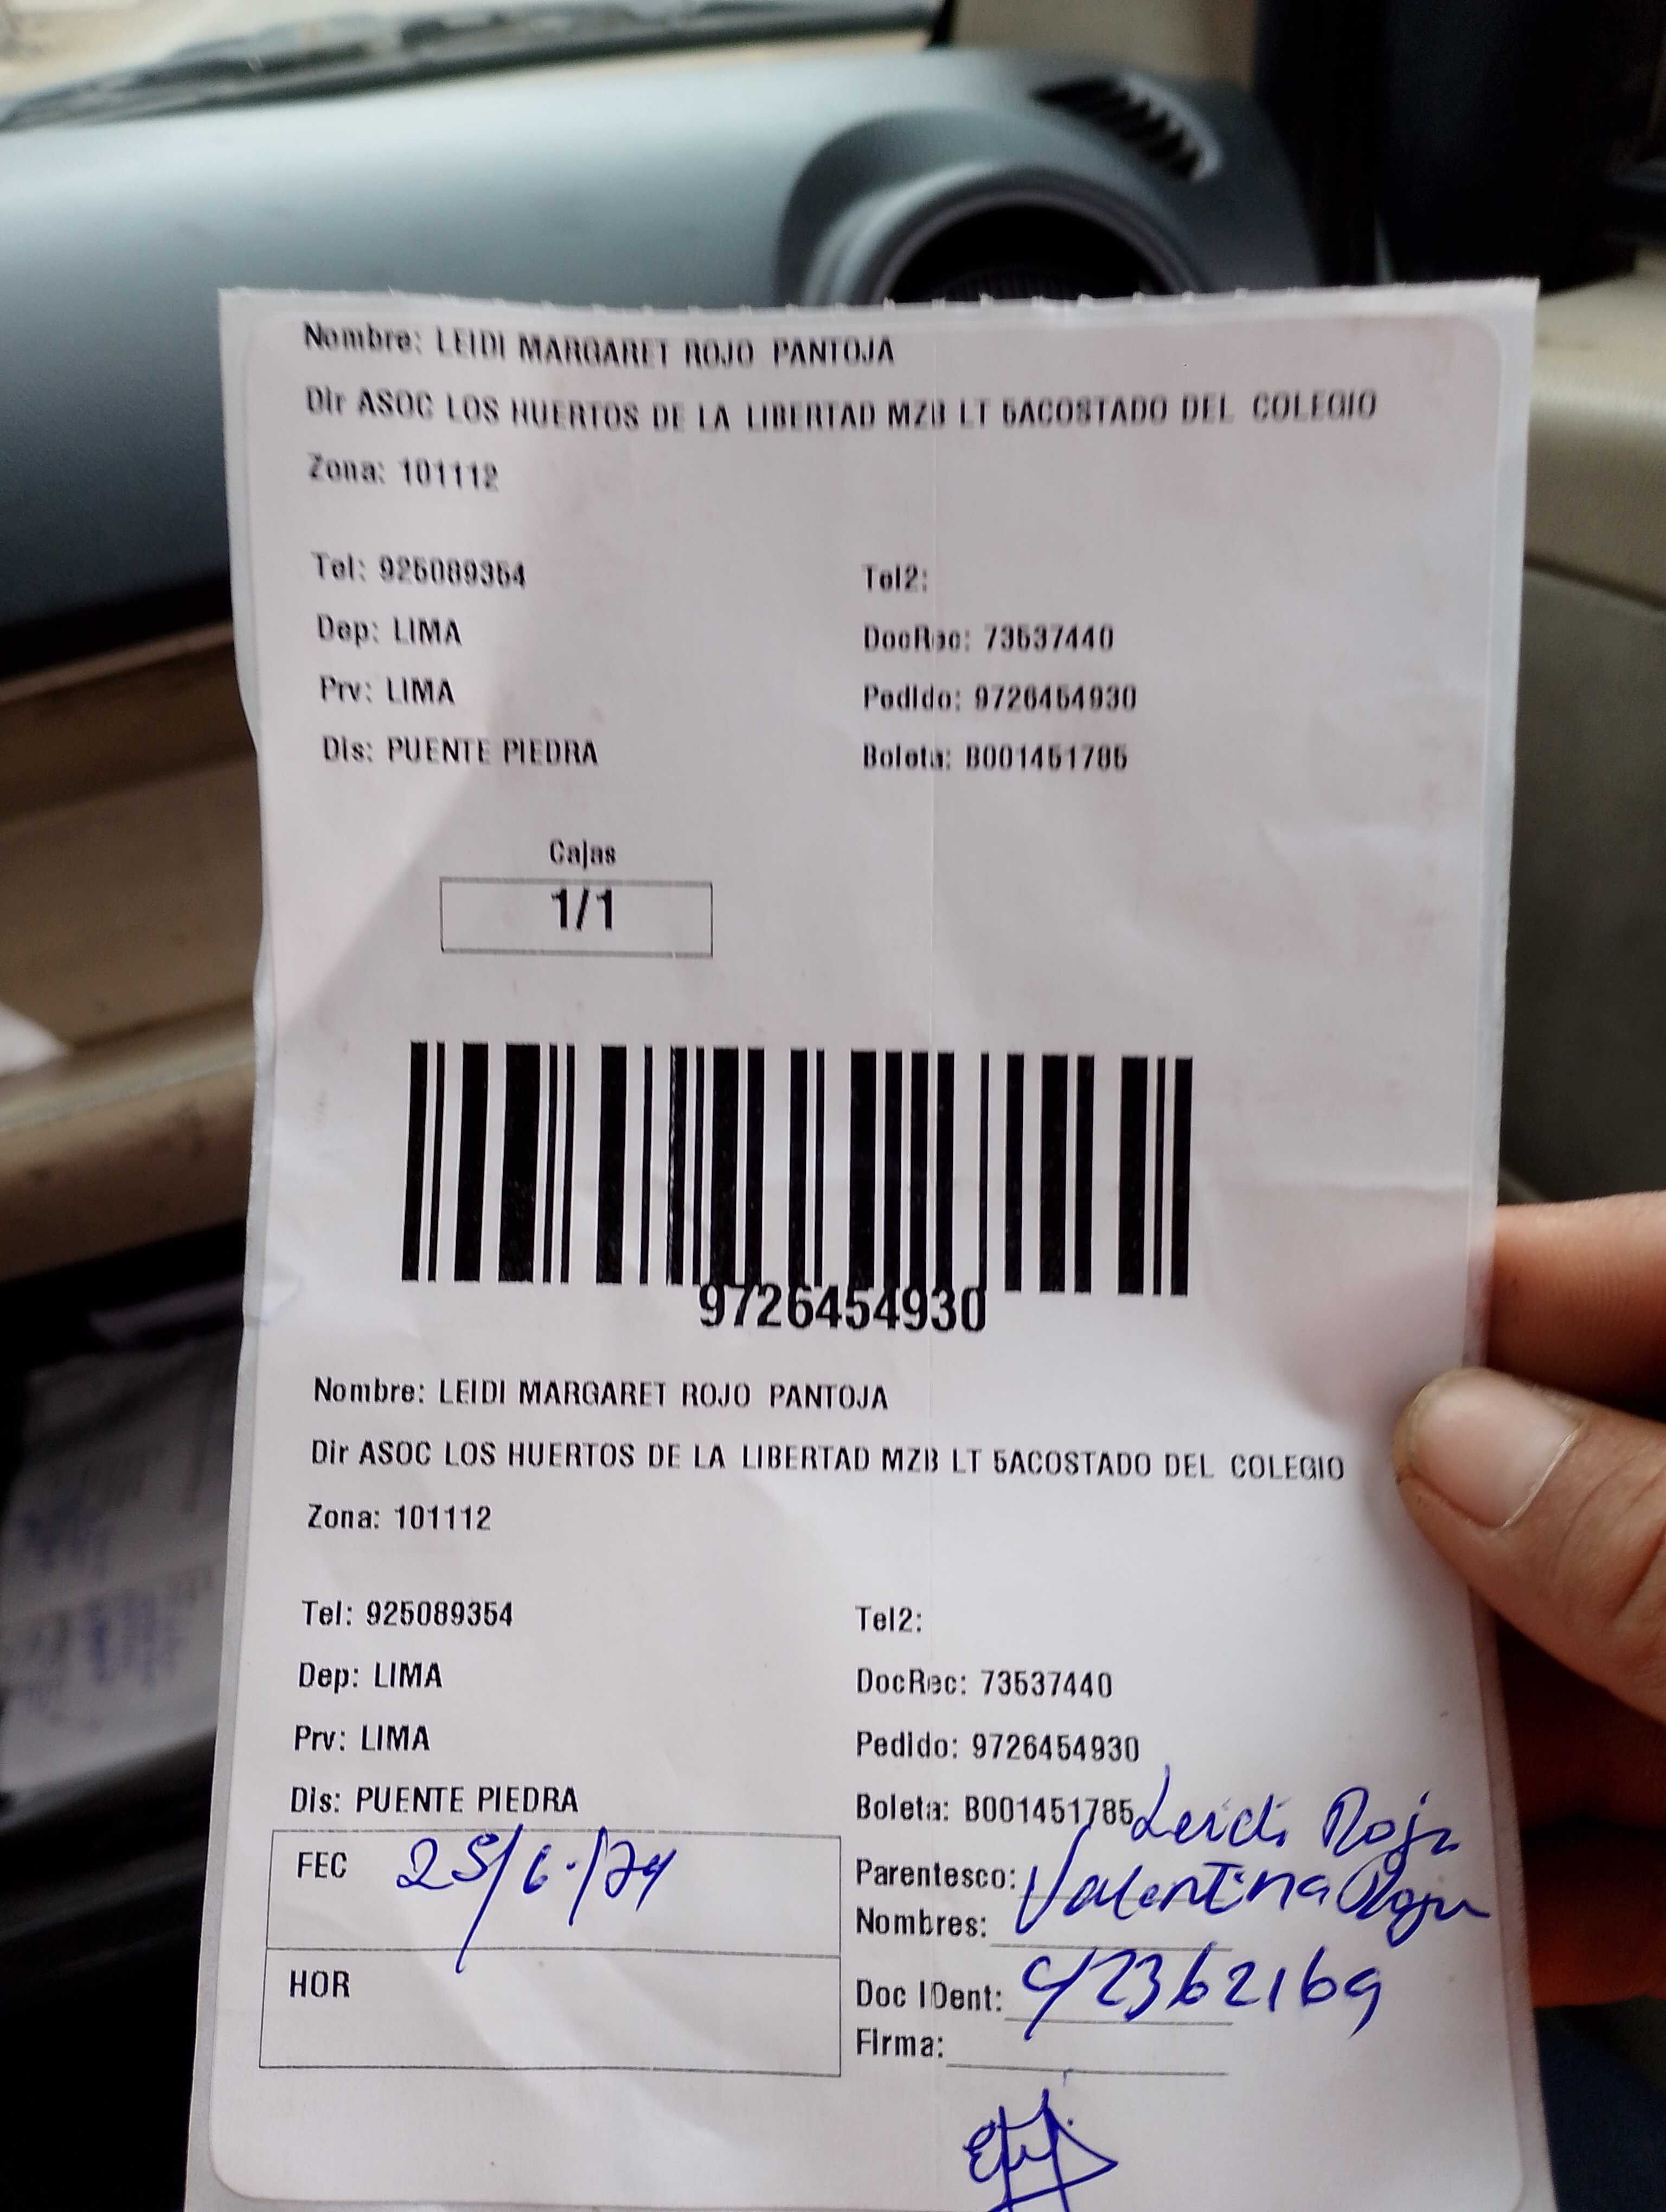 Nombre: LEIDI MARGARET ROJO PANTOJA
Dir ASOC LOS HUERTOS DE LA LIBERTAD MZB LT 5ACOSTADO DEL COLEGIO
Zona: 101112
Tel: 925089354 Tel2:
Dep: LIMA DocRec: 73537440
Prv: LIMA Pedido: 9726454930
Dis: PUENTE PIEDRA Boleta: B001451785
Cajas
1/1
9726454930
Nombre: LEIDI MARGARET ROJO PANTOJA
Dir ASOC LOS HUERTOS DE LA LIBERTAD MZB LT 5ACOSTADO DEL COLEGIO
Zona: 101112
Tel: 925089354 Tel2:
Dep: LIMA DocRec: 73537440
Prv: LIMA Pedido: 9726454930
Dis: PUENTE PIEDRA Boleta: B001451785 Leidi Rojo
FEC 25/6/24 Parentesco:
Nombres: Valentina
HOR Doc IDent: 42362169
Firma: